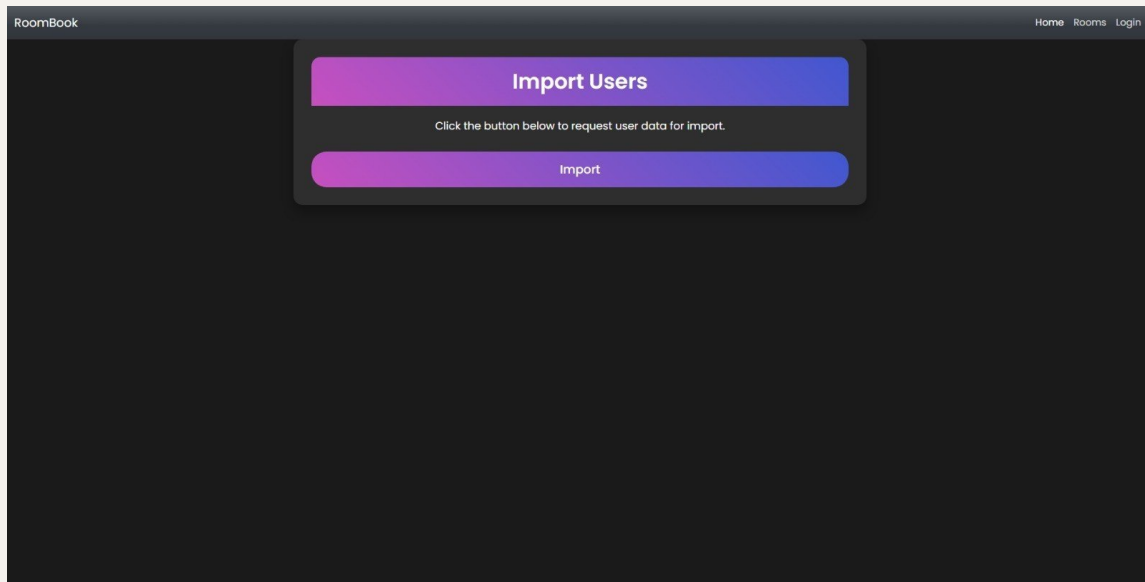 RoomBook
Home Rooms Login
Import Users
Click the button below to request user data for import.
Import